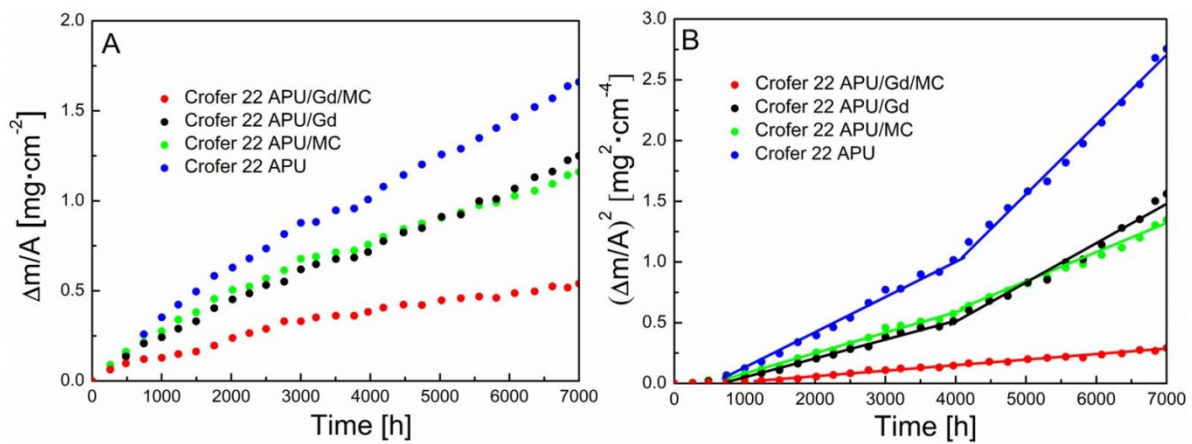 A
Δm/A [mg·cm⁻²]
2.0
1.5
1.0
0.5
0.0
Crofer 22 APU/Gd/MC
Crofer 22 APU/Gd
Crofer 22 APU/MC
Crofer 22 APU
0 1000 2000 3000 4000 5000 6000 7000
Time [h]
B
(Δm/A)² [mg²·cm⁻⁴]
3.0
2.5
2.0
1.5
1.0
0.5
0.0
Crofer 22 APU/Gd/MC
Crofer 22 APU/Gd
Crofer 22 APU/MC
Crofer 22 APU
0 1000 2000 3000 4000 5000 6000 7000
Time [h]